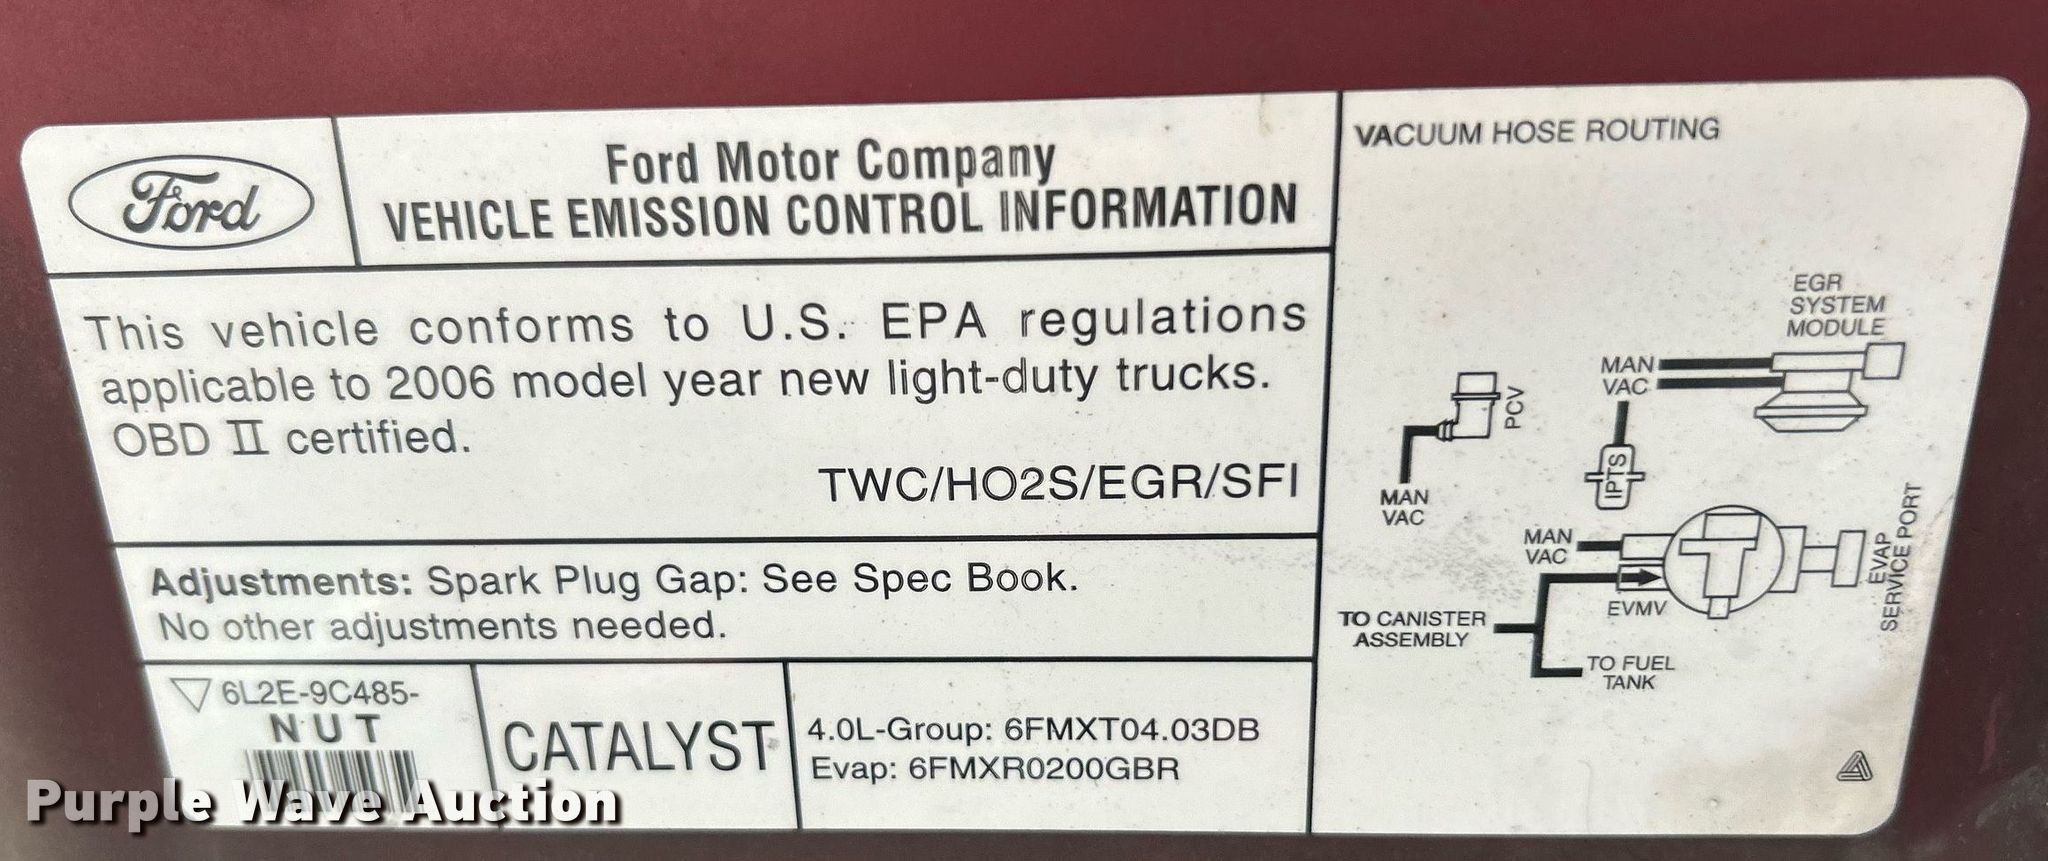 Ford
Ford Motor Company
VEHICLE EMISSION CONTROL INFORMATION
This vehicle conforms to U.S. EPA regulations
applicable to 2006 model year new light-duty trucks.
OBD II certified.
TWC/HO2S/EGR/SFI
Adjustments: Spark Plug Gap: See Spec Book.
No other adjustments needed.
6L2E-9C485-
NUT
CATALYST
4.0L-Group: 6FMXT04.03DB
Evap: 6FMXR0200GBR
VACUUM HOSE ROUTING
EGR
SYSTEM
MODULE
MAN
VAC
PCV
MAN
VAC
IPTS
MAN
VAC
EVMV
EVAP
SERVICE PORT
TO CANISTER
ASSEMBLY
TO FUEL
TANK
Purple Wave Auction